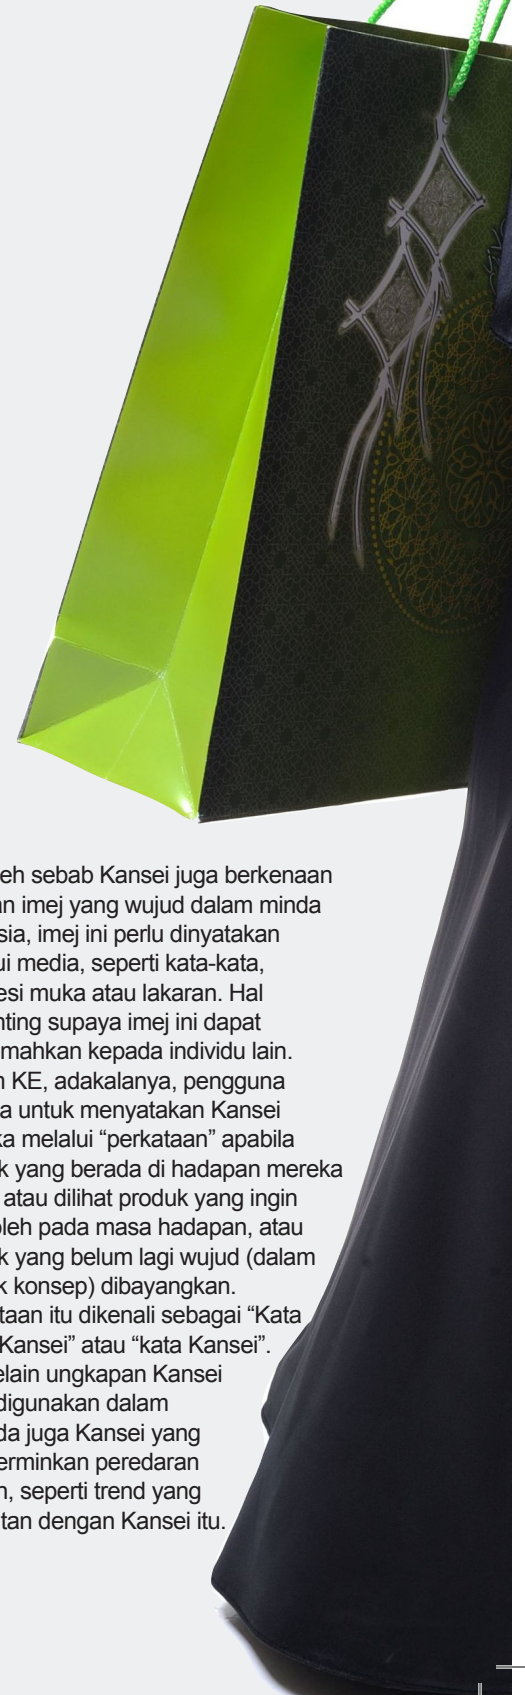 eh sebab Kansei juga berkenaan
an imej yang wujud dalam minda
sia, imej ini perlu dinyatakan
ui media, seperti kata-kata,
esi muka atau lakaran. Hal
nting supaya imej ini dapat
mahkan kepada individu lain.
n KE, adakalanya, pengguna
a untuk menyatakan Kansei
ka melalui “perkataan” apabila
k yang berada di hadapan mereka
atau dilihat produk yang ingin
oleh pada masa hadapan, atau
k yang belum lagi wujud (dalam
k konsep) dibayangkan.
taan itu dikenali sebagai “Kata
Kansei” atau “kata Kansei”.
elain ungkapan Kansei
digunakan dalam
da juga Kansei yang
erminkan peredaran
n, seperti trend yang
tan dengan Kansei itu.